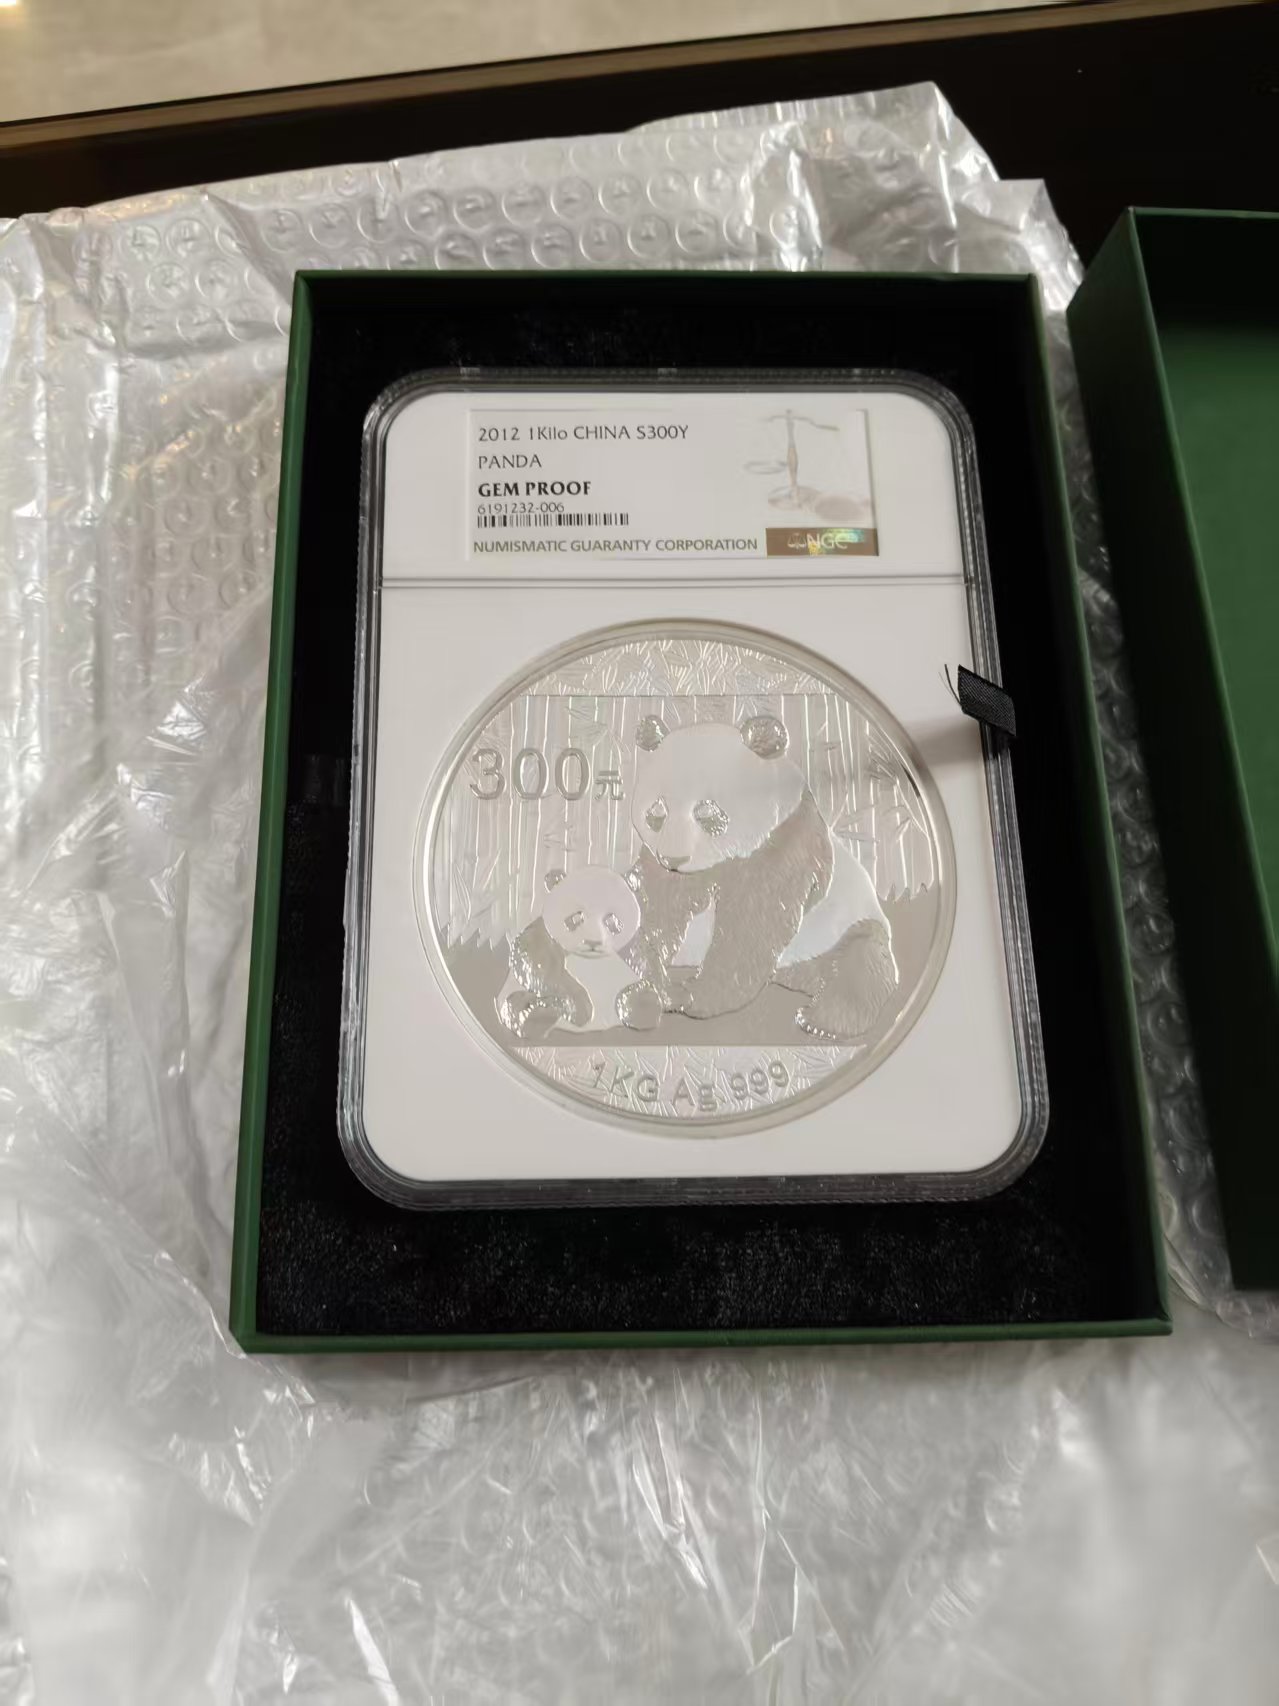 2012 1Kilo CHINA S300Y
PANDA
GEM PROOF
6191232-006
NUMISMATIC GUARANTY CORPORATION NGC
300元
1KG Ag.999